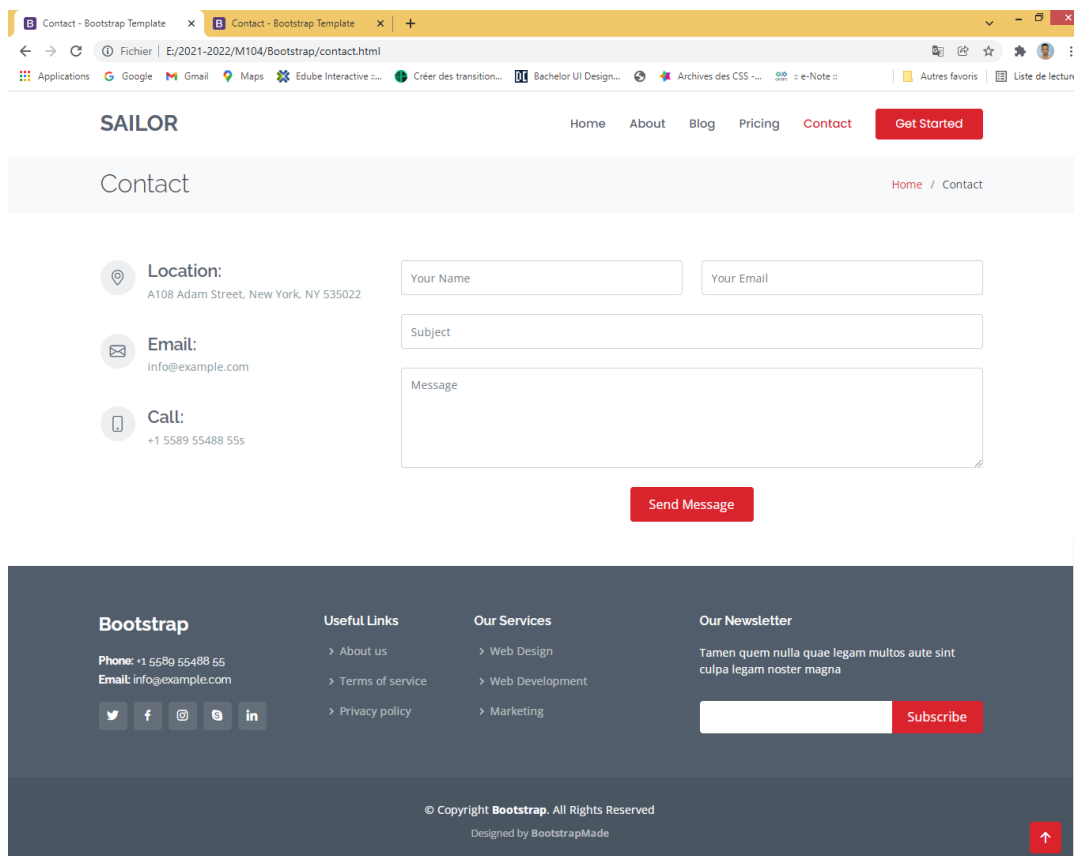 Contact - Bootstrap Template
Contact - Bootstrap Template
Fichier | E:/2021-2022/M104/Bootstrap/contact.html
Applications Google Gmail Maps Edube Interactive ::... Créer des transition... Bachelor UI Design... Archives des CSS -... :: e-Note :: Autres favoris Liste de lecture
SAILOR
Home About Blog Pricing Contact Get Started
Contact
Home / Contact
Location:
A108 Adam Street, New York, NY 535022
Email:
info@example.com
Call:
+1 5589 55488 55s
Your Name
Your Email
Subject
Message
Send Message
Bootstrap
Phone: +1 5589 55488 55
Email: info@example.com
Useful Links
> About us
> Terms of service
> Privacy policy
Our Services
> Web Design
> Web Development
> Marketing
Our Newsletter
Tamen quem nulla quae legam multos aute sint
culpa legam noster magna
Subscribe
© Copyright Bootstrap. All Rights Reserved
Designed by BootstrapMade